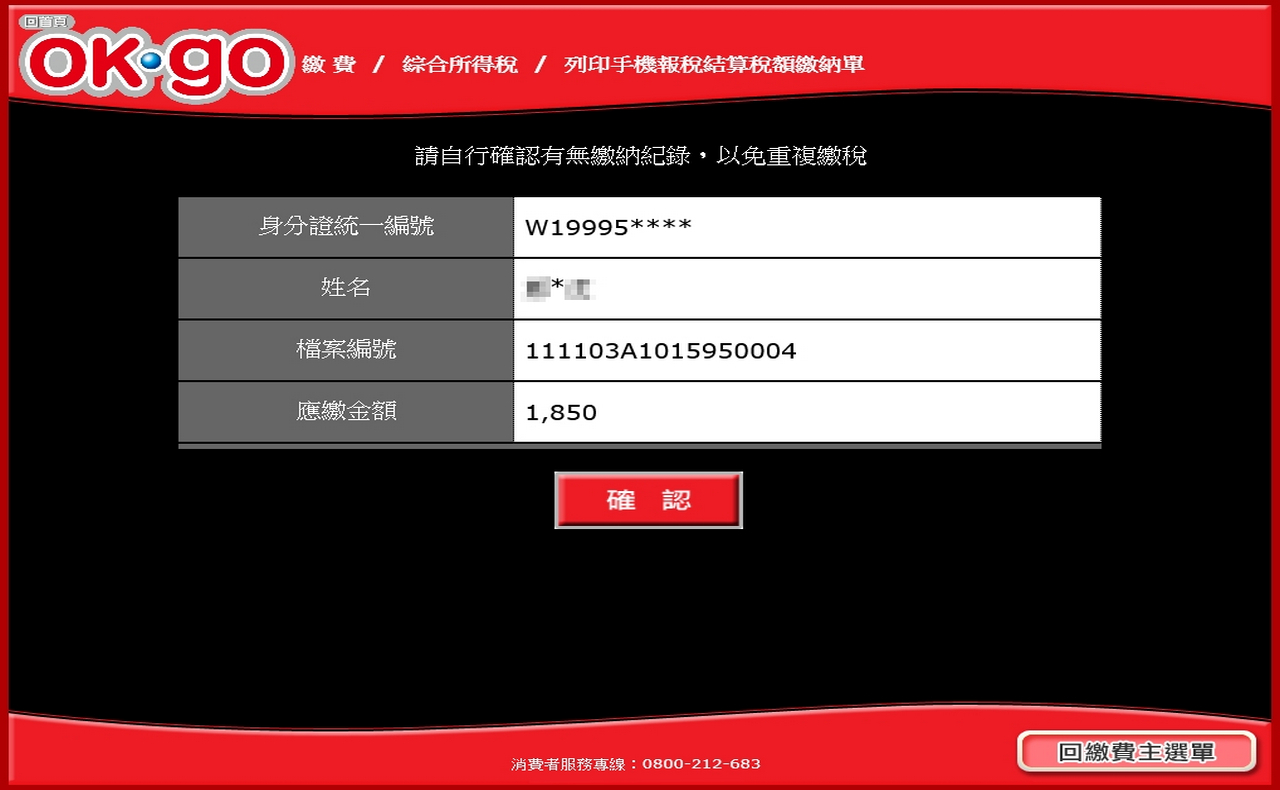 回首頁
OK·go
繳 費 / 綜合所得稅 / 列印手機報稅結算稅額繳納單
請自行確認有無繳納紀錄，以免重複繳稅
身分證統一編號 W19995****
姓名 *
檔案編號 111103A1015950004
應繳金額 1,850
確 認
回繳費主選單
消費者服務專線：0800-212-683